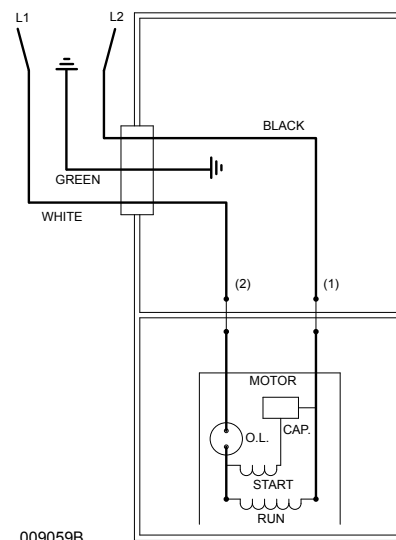 L1
L2
BLACK
GREEN
WHITE
(2)
(1)
MOTOR
CAP.
O.L.
START
RUN
009059B